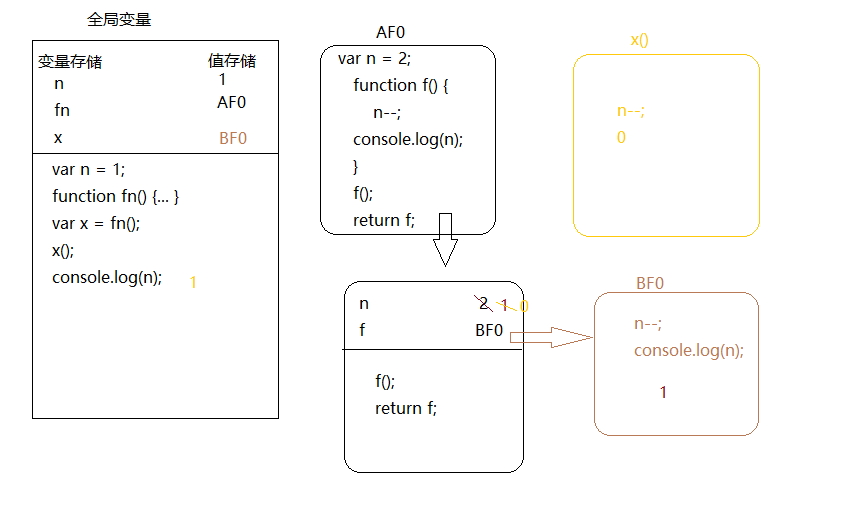 全局变量
变量存储 值存储
n 1
fn AF0
x BF0
var n = 1;
function fn() {... }
var x = fn();
x();
console.log(n); 1
AF0
var n = 2;
function f() {
n--;
console.log(n);
}
f();
return f;
x()
n--;
0
n 2 1 0
f BF0
f();
return f;
BF0
n--;
console.log(n);
1